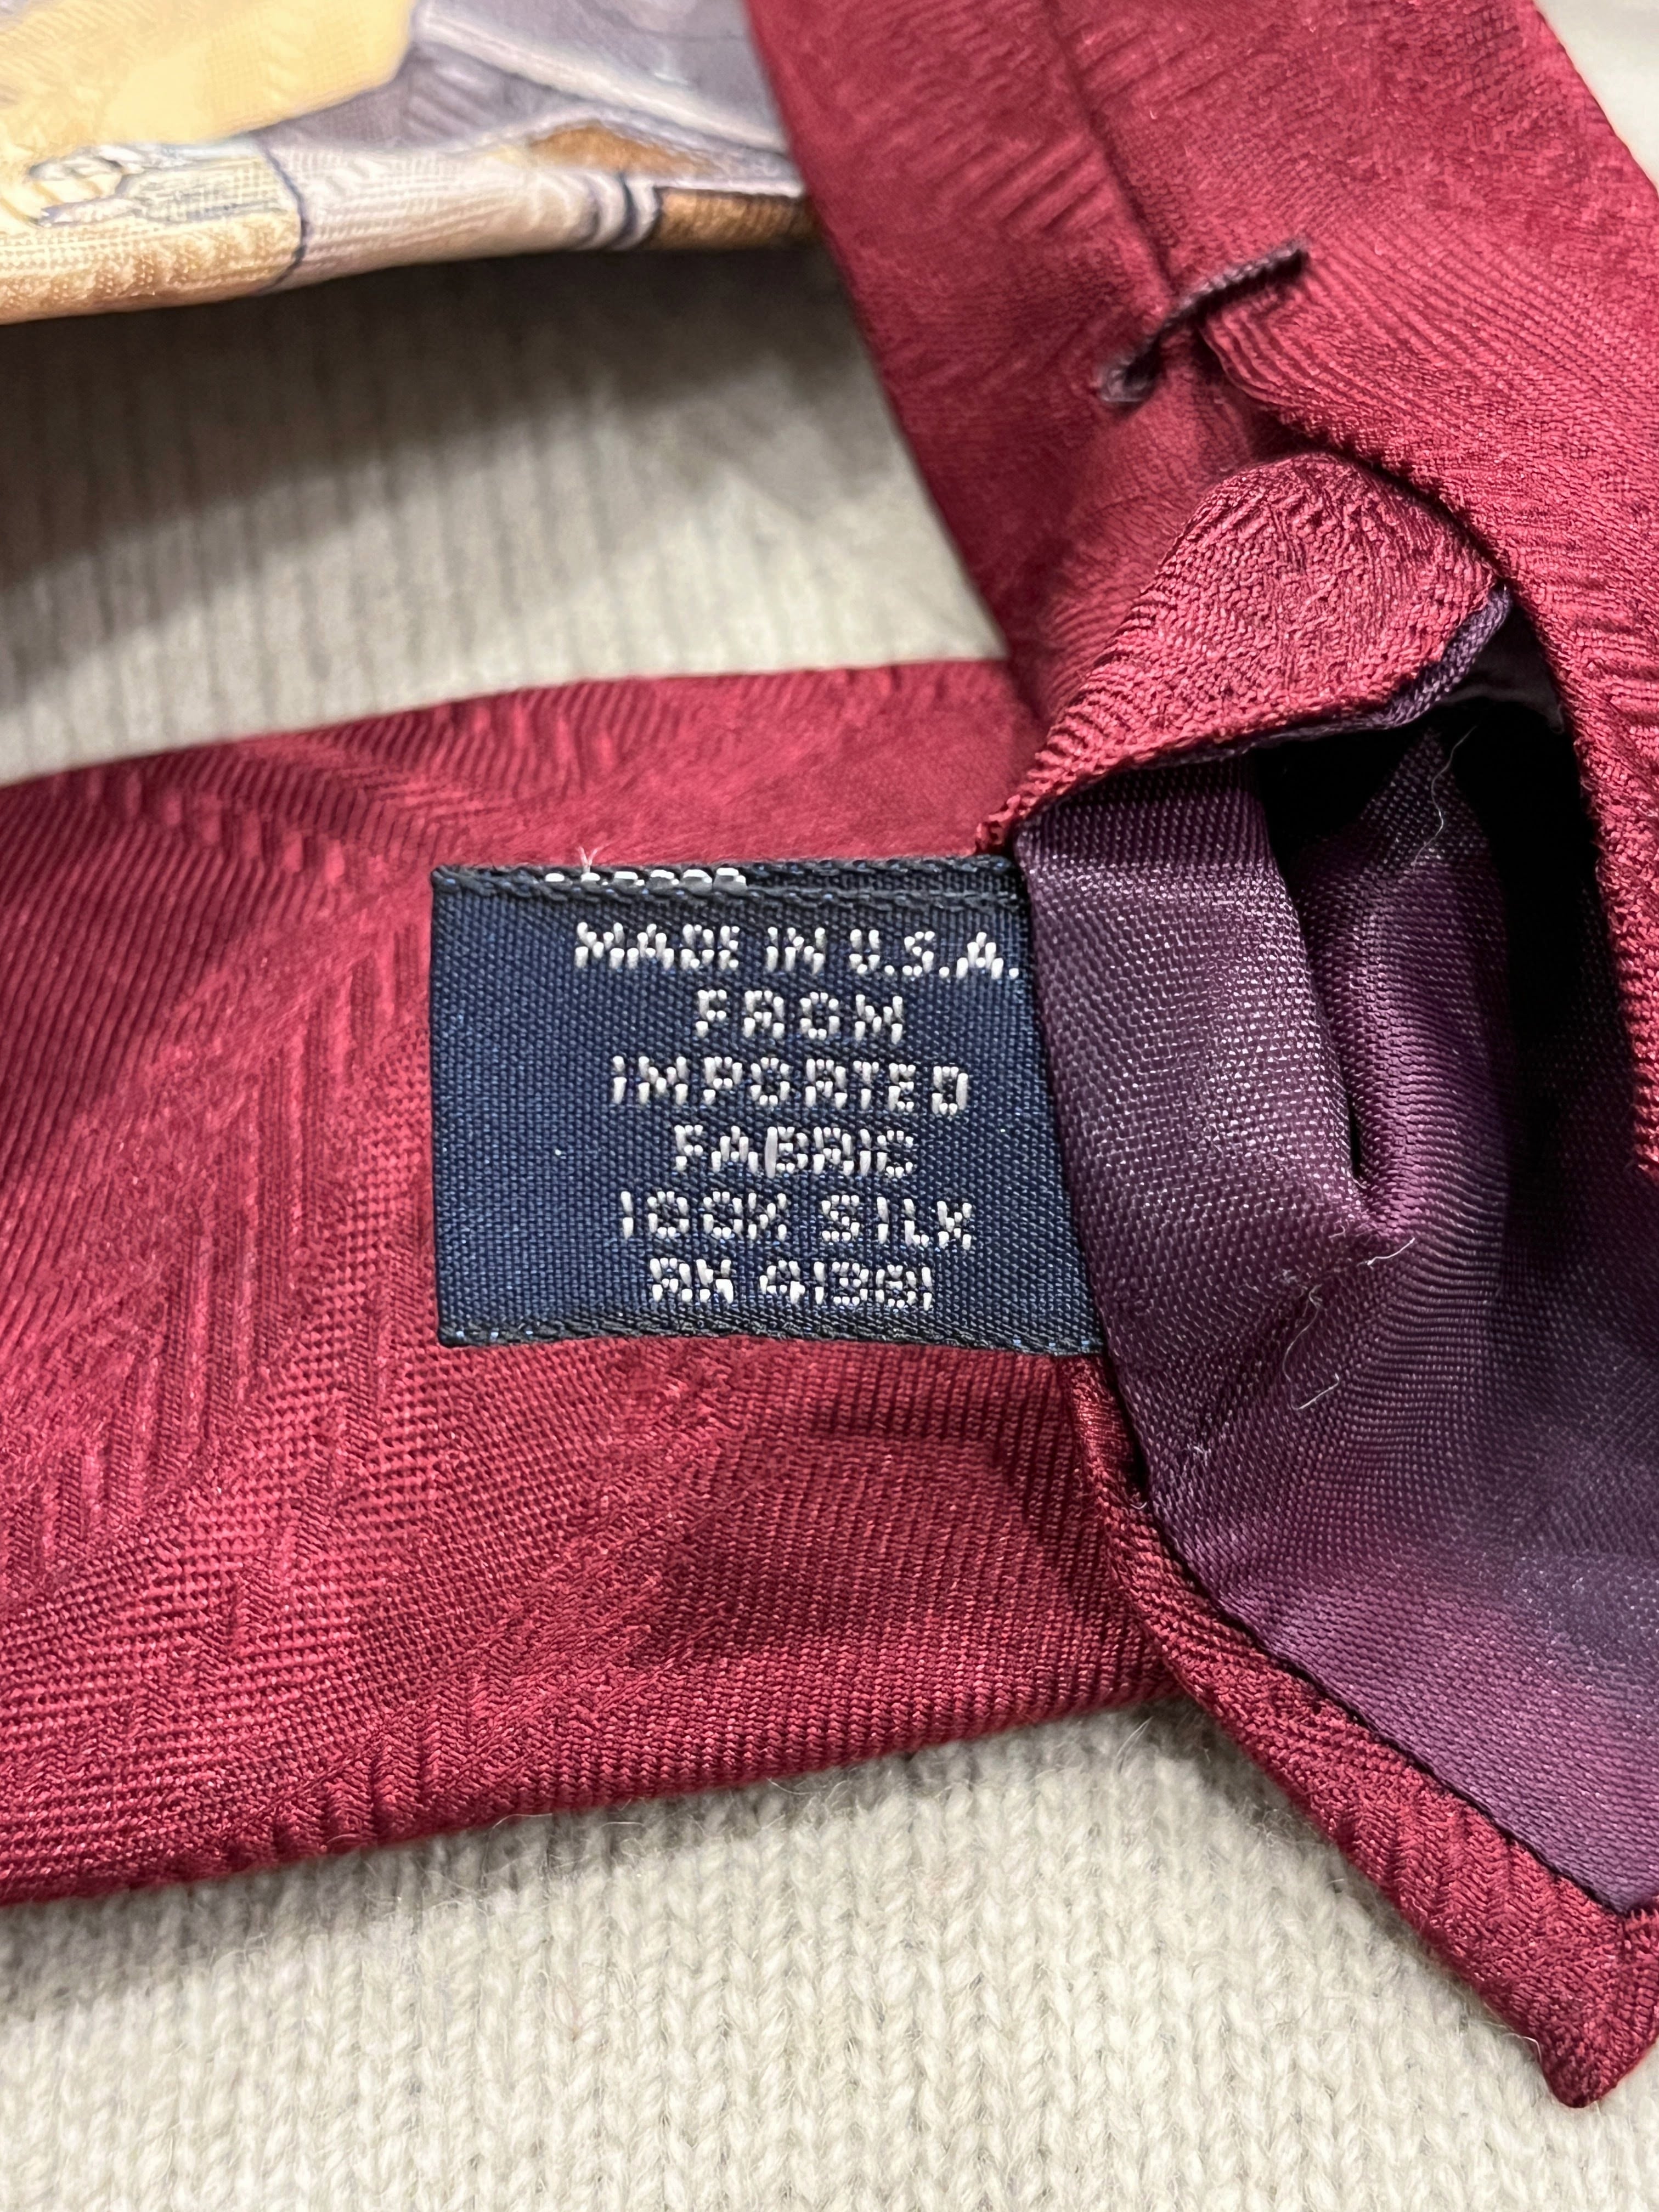 MADE IN U.S.A.
FROM
IMPORTED
FABRIC
100% SILK
RN 41381